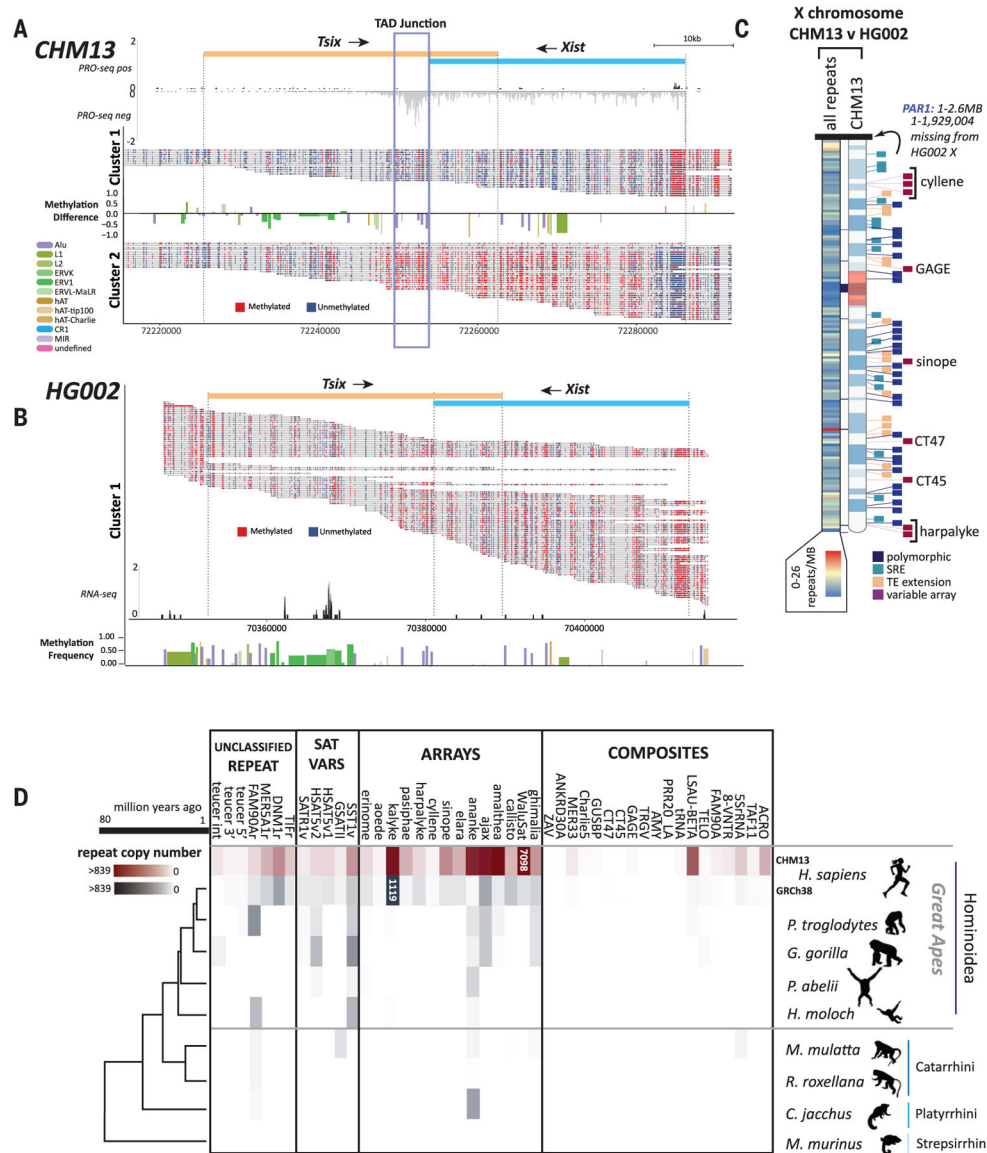 A
CHM13
TAD Junction
Tsix →
← Xist
10kb
2
PRO-seq pos
0
0
PRO-seq neg
-2
Cluster 1
1.0
0.5
0.0
−0.5
−1.0
Methylation
Difference
Cluster 2
Alu
L1
L2
ERVK
ERV1
ERVL-MaLR
hAT
hAT-tip100
hAT-Charlie
CR1
MIR
undefined
Methylated
Unmethylated
72200000
72240000
72260000
72280000
HG002
B
Tsix →
← Xist
Cluster 1
Methylated
Unmethylated
2
RNA-seq
0
70360000
70380000
70400000
Methylation
Frequency
1.00
0.50
0.00
C
X chromosome
CHM13 v HG002
all repeats
CHM13
PAR1: 1-2.6MB
1-1,929,004
missing from
HG002 X
cyllene
GAGE
sinope
CT47
CT45
harpalyke
0-26
repeats/MB
polymorphic
SRE
TE extension
variable array
D
UNCLASSIFIED
REPEAT
SAT
VARS
ARRAYS
COMPOSITES
million years ago
80
1
repeat copy number
>839
0
>839
0
teucer int
teucer 3'
teucer 5'
FAM90Ar
MER5A1r
DNM1r
TIFr
SATR1v
HSAT5v2
HSAT5v1
GSATII
SST1v
erinome
aoede
kalyke
pasiphae
harpalyke
cyllene
sinope
elara
ananke
ajax
amalthea
callisto
WaluSat
ghimalia
ZAV
ANKRD30A
MER33
Charlie5
GUSBP
CT47
CT45
GAGE
TRGV
AMY
PRR20_LA
tRNA
LSAU-BETA
TELO
FAM90A
8-VNTR
5SrRNA
TAF11
ACRO
7098
1119
CHM13
H. sapiens
GRCh38
P. troglodytes
G. gorilla
P. abelii
H. moloch
M. mulatta
R. roxellana
C. jacchus
M. murinus
Great Apes
Hominoidea
Catarrhini
Platyrrhini
Strepsirrhin